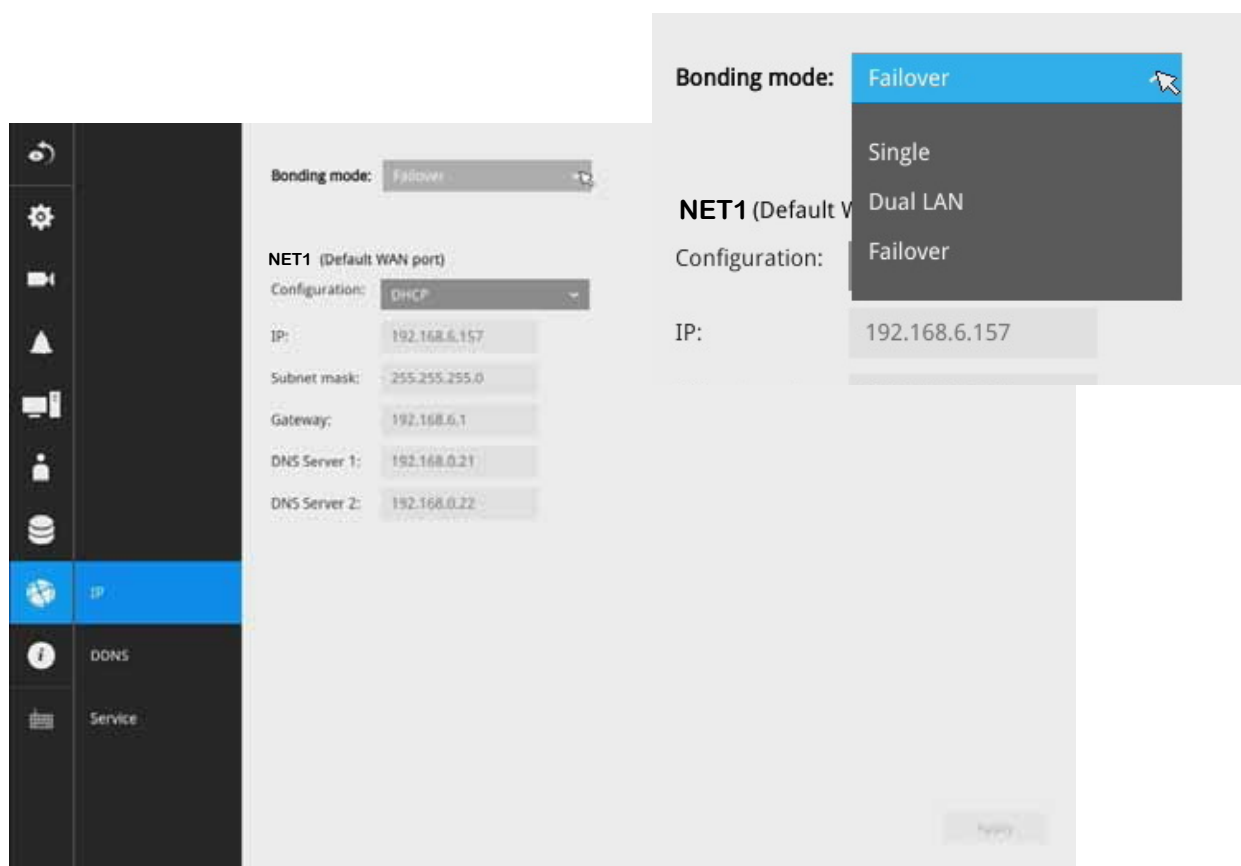 Bonding mode: Failover
Single
Dual LAN
Failover
NET1 (Default W
Configuration:
IP: 192.168.6.157
Bonding mode: Failover
NET1 (Default WAN port)
Configuration: DHCP
IP: 192.168.6.157
Subnet mask: 255.255.255.0
Gateway: 192.168.6.1
DNS Server 1: 192.168.0.21
DNS Server 2: 192.168.0.22
IP
DDNS
Service
Apply